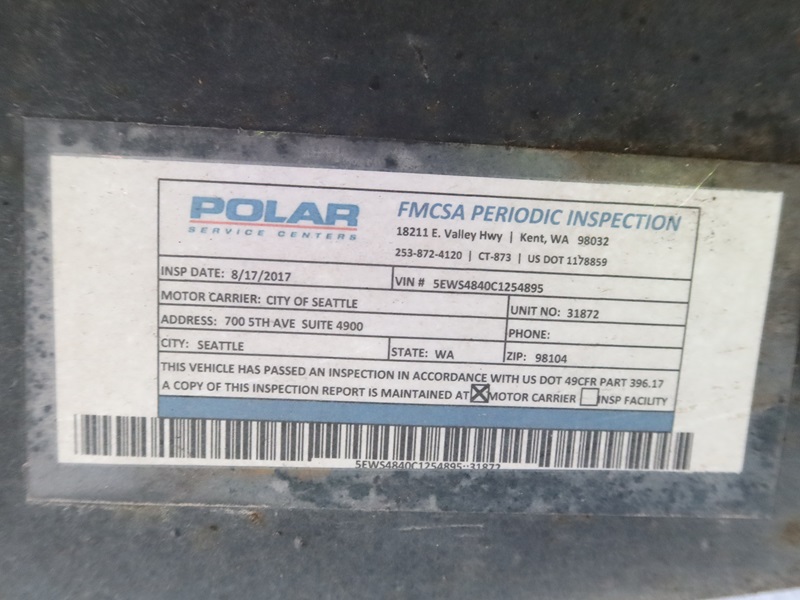 POLAR
SERVICE CENTERS
FMCSA PERIODIC INSPECTION
18211 E. Valley Hwy | Kent, WA 98032
253-872-4120 | CT-873 | US DOT 1178859
INSP DATE: 8/17/2017
VIN # 5EWS4840C1254895
MOTOR CARRIER: CITY OF SEATTLE
UNIT NO: 31872
ADDRESS: 700 5TH AVE SUITE 4900
PHONE:
CITY: SEATTLE
STATE: WA
ZIP: 98104
THIS VEHICLE HAS PASSED AN INSPECTION IN ACCORDANCE WITH US DOT 49CFR PART 396.17
A COPY OF THIS INSPECTION REPORT IS MAINTAINED AT ☒ MOTOR CARRIER ☐ INSP FACILITY
5EWS4840C1254895::31872